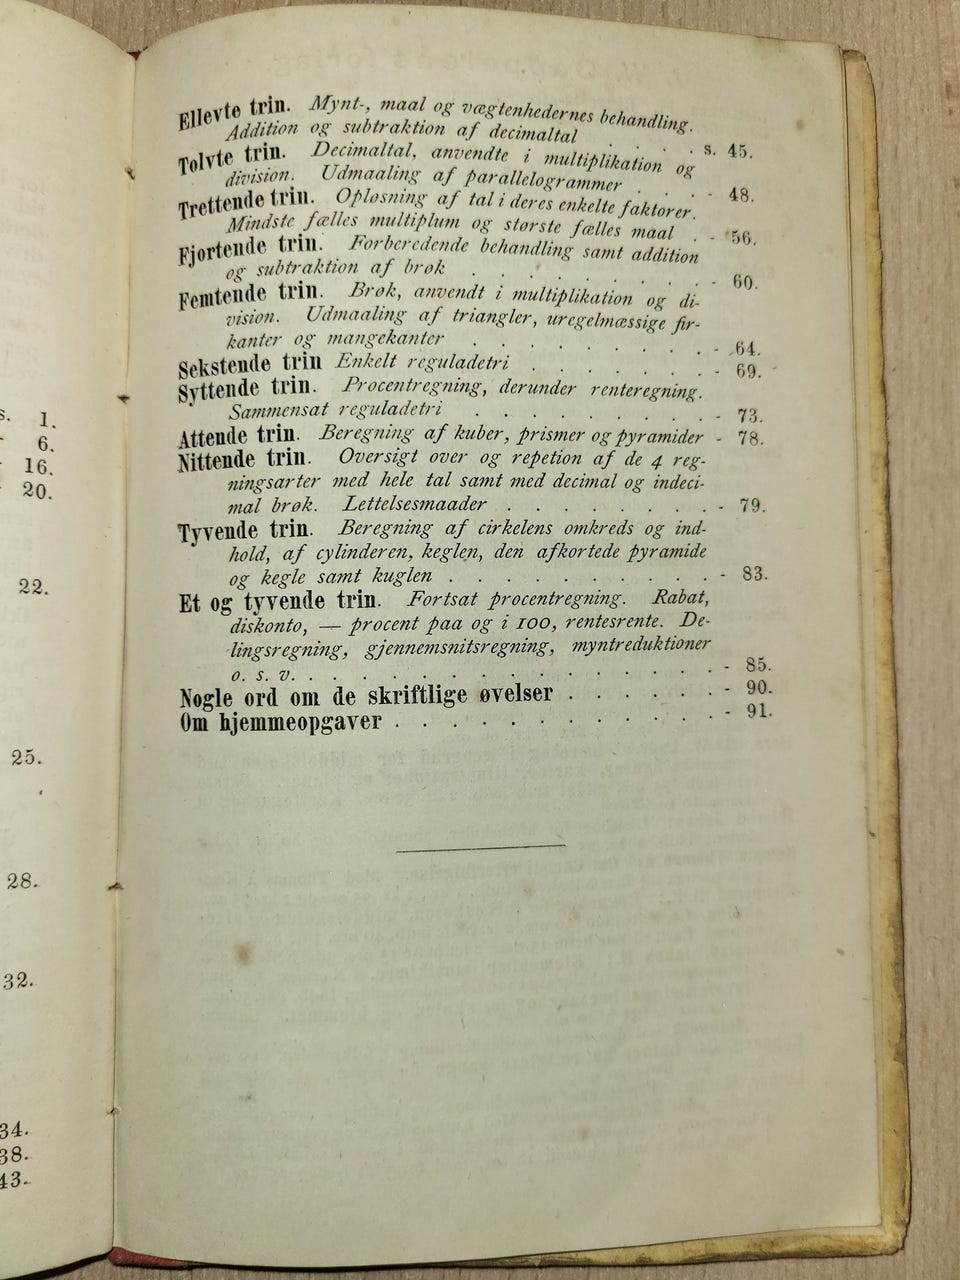 s. 1.
6.
16.
20.
22.
25.
28.
32.
34.
38.
43.
Ellevte trin. Mynt-, maal og vægtenhedernes behandling.
Addition og subtraktion af decimaltal s. 45.
Tolvte trin. Decimaltal, anvendte i multiplikation og
division. Udmaaling af parallelogrammer . . - 48.
Trettende trin. Opløsning af tal i deres enkelte faktorer.
Mindste fælles multiplum og største fælles maal . - 56.
Fjortende trin. Forberedende behandling samt addition
og subtraktion af brøk . . . . . . . - 60.
Femtende trin. Brøk, anvendt i multiplikation og di-
vision. Udmaaling af triangler, uregelmæssige fir-
kanter og mangekanter . . . . . . . . - 64.
Sekstende trin Enkelt reguladetri . . . . . . . - 69.
Syttende trin. Procentregning, derunder renteregning.
Sammensat reguladetri . . . . . . . . - 73.
Attende trin. Beregning af kuber, prismer og pyramider - 78.
Nittende trin. Oversigt over og repetion af de 4 reg-
ningsarter med hele tal samt med decimal og indeci-
mal brøk. Lettelsesmaader . . . . . . . - 79.
Tyvende trin. Beregning af cirkelens omkreds og ind-
hold, af cylinderen, keglen, den afkortede pyramide
og kegle samt kuglen . . . . . . . . . - 83.
Et og tyvende trin. Fortsat procentregning. Rabat,
diskonto, — procent paa og i 100, rentesrente. De-
lingsregning, gjennemsnitsregning, myntreduktioner
o. s. v. . . . . . . . . . . . . . - 85.
Nogle ord om de skriftlige øvelser . . . . . . - 90.
Om hjemmeopgaver . . . . . . . . . . . - 91.